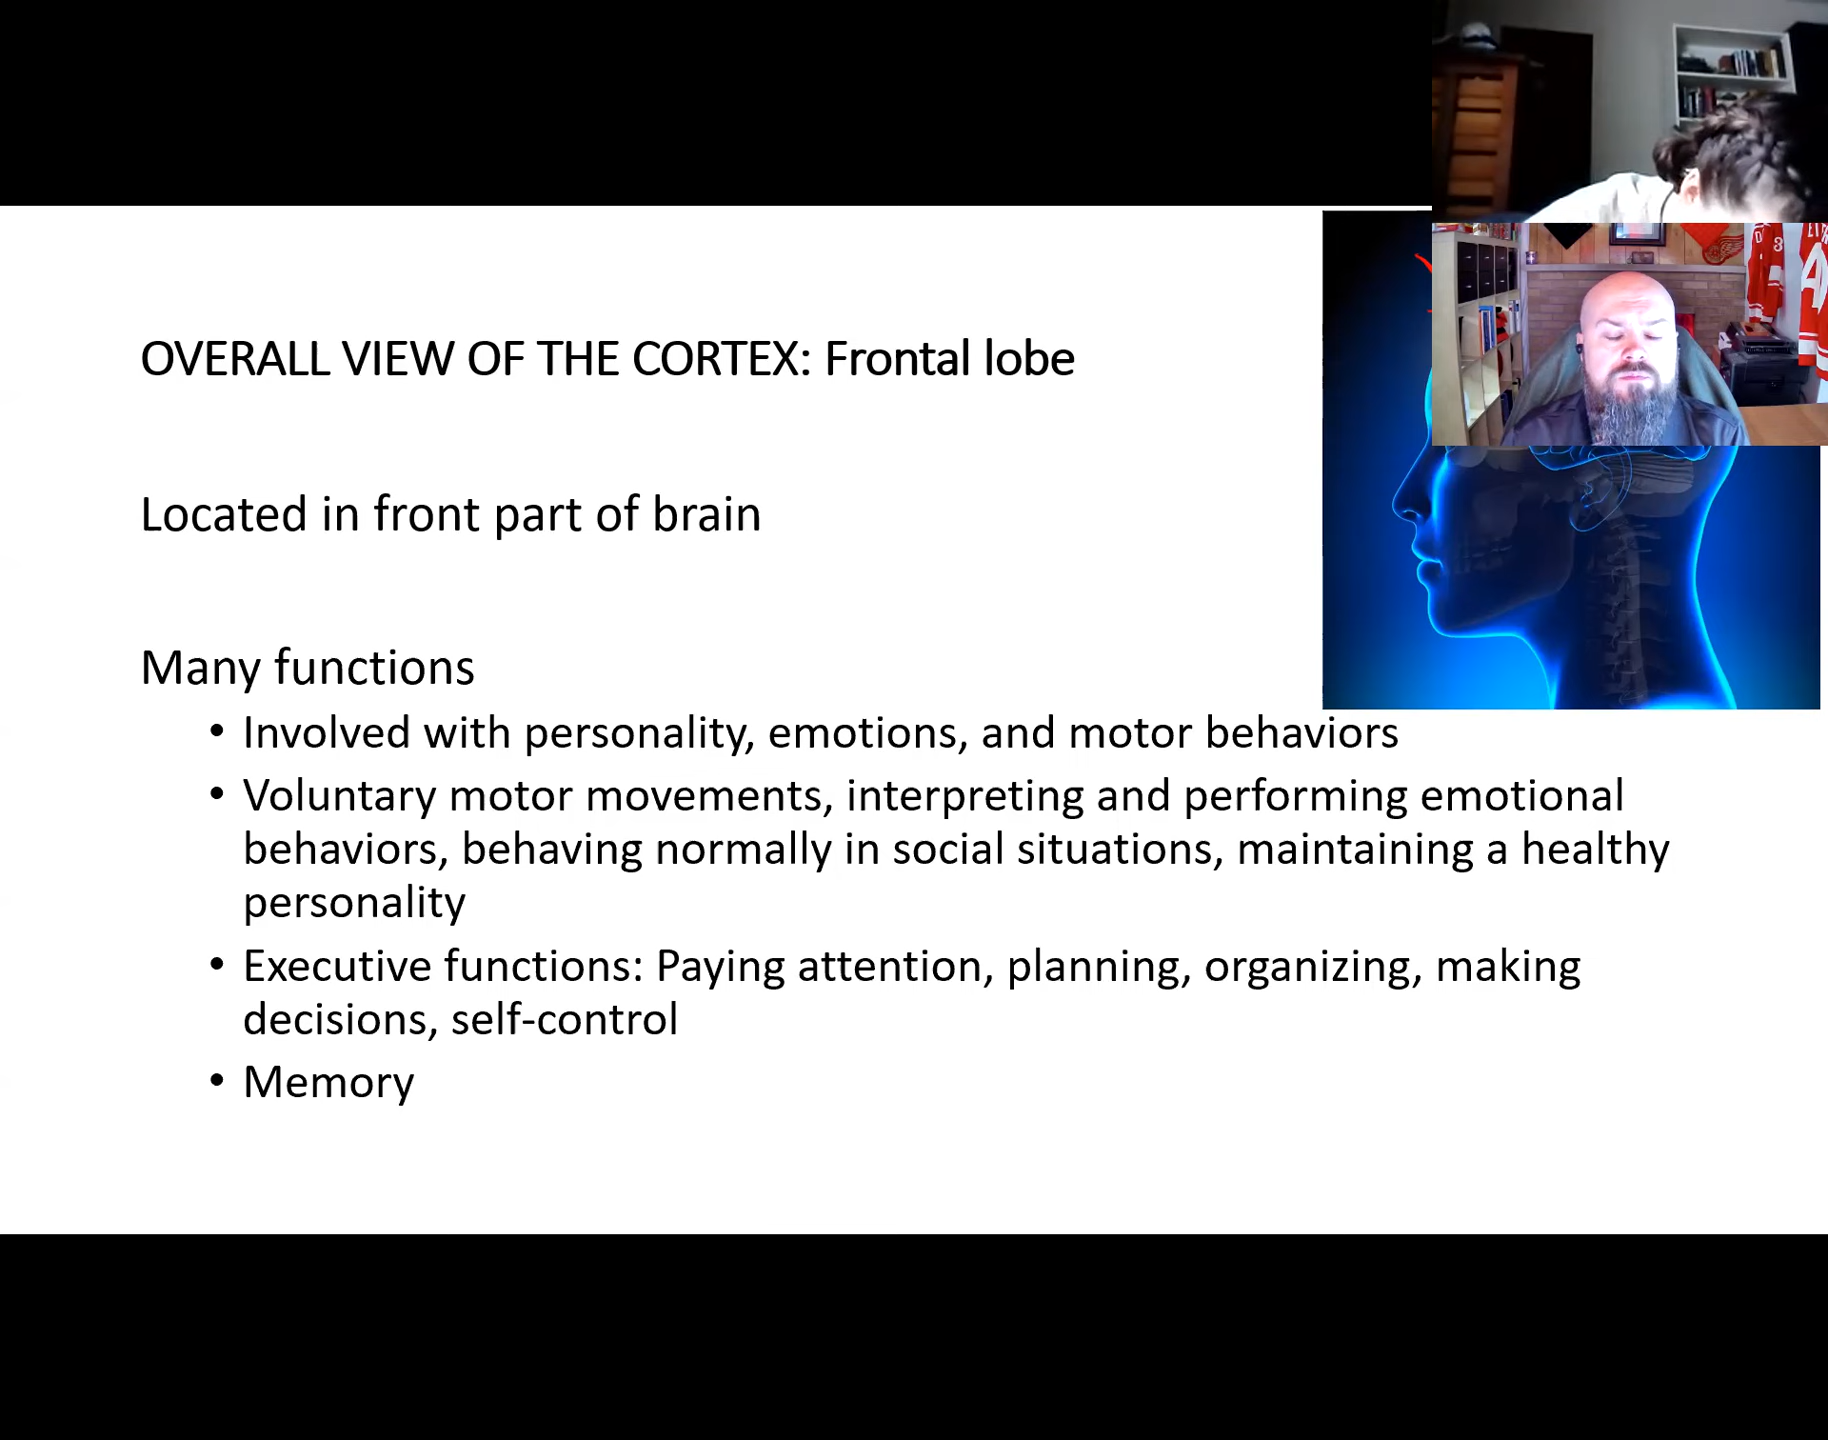 OVERALL VIEW OF THE CORTEX: Frontal lobe
Located in front part of brain
Many functions
• Involved with personality, emotions, and motor behaviors
• Voluntary motor movements, interpreting and performing emotional
behaviors, behaving normally in social situations, maintaining a healthy
personality
• Executive functions: Paying attention, planning, organizing, making
decisions, self-control
• Memory